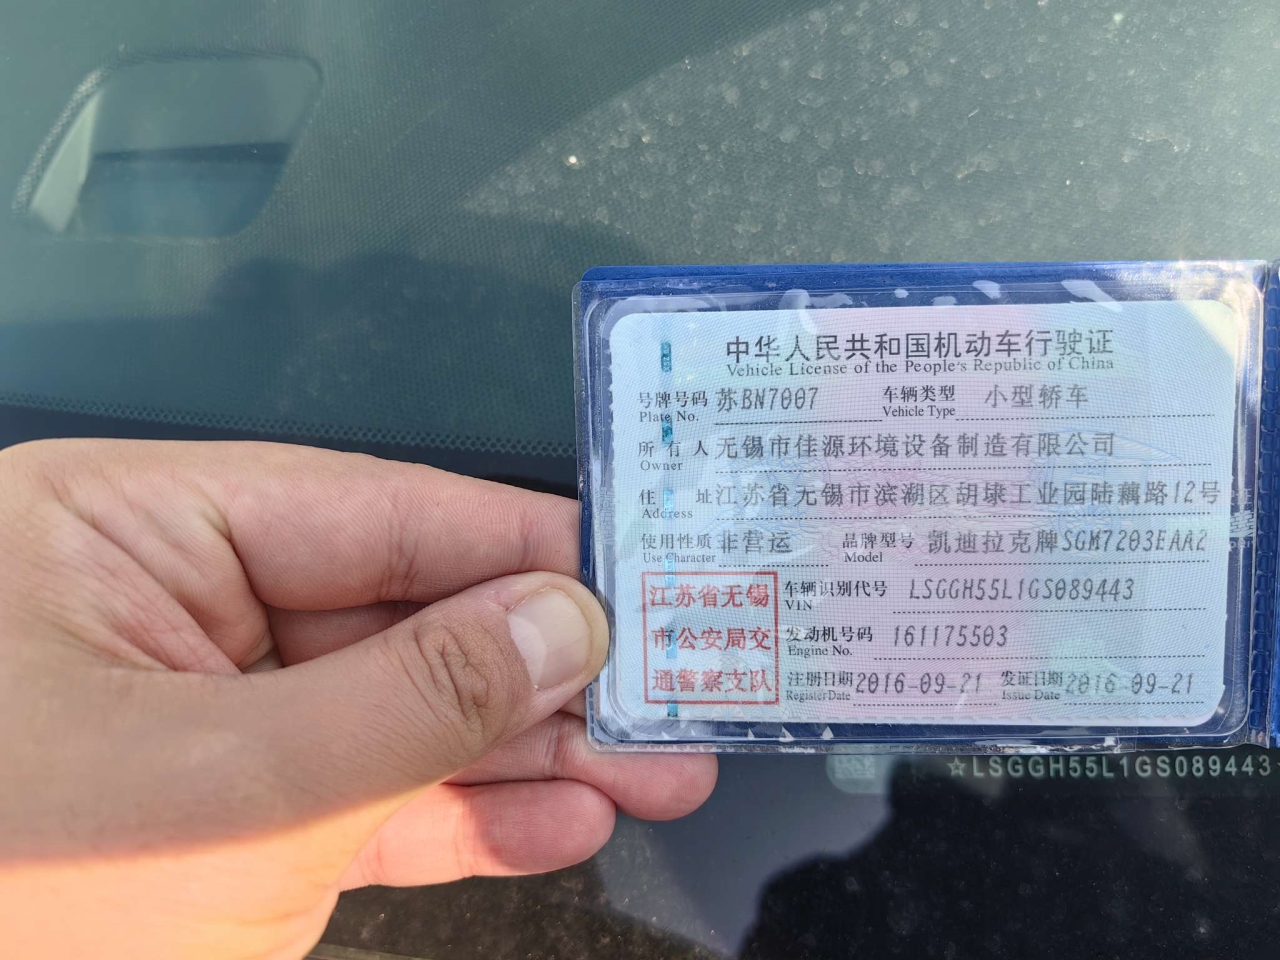 中华人民共和国机动车行驶证
Vehicle License of the People's Republic of China
号牌号码 苏BN7007 车辆类型 小型轿车
Plate No. Vehicle Type
所有人 无锡市佳源环境设备制造有限公司
Owner
住址 江苏省无锡市滨湖区胡埭工业园陆藕路12号
Address
使用性质 非营运 品牌型号 凯迪拉克牌SGM7203EAA2
Use Character Model
江苏省无锡
市公安局交
通警察支队
车辆识别代号 LSGGH55L1GS089443
VIN
发动机号码 161175503
Engine No.
注册日期 2016-09-21 发证日期 2016-09-21
Register Date Issue Date
☆LSGGH55L1GS089443